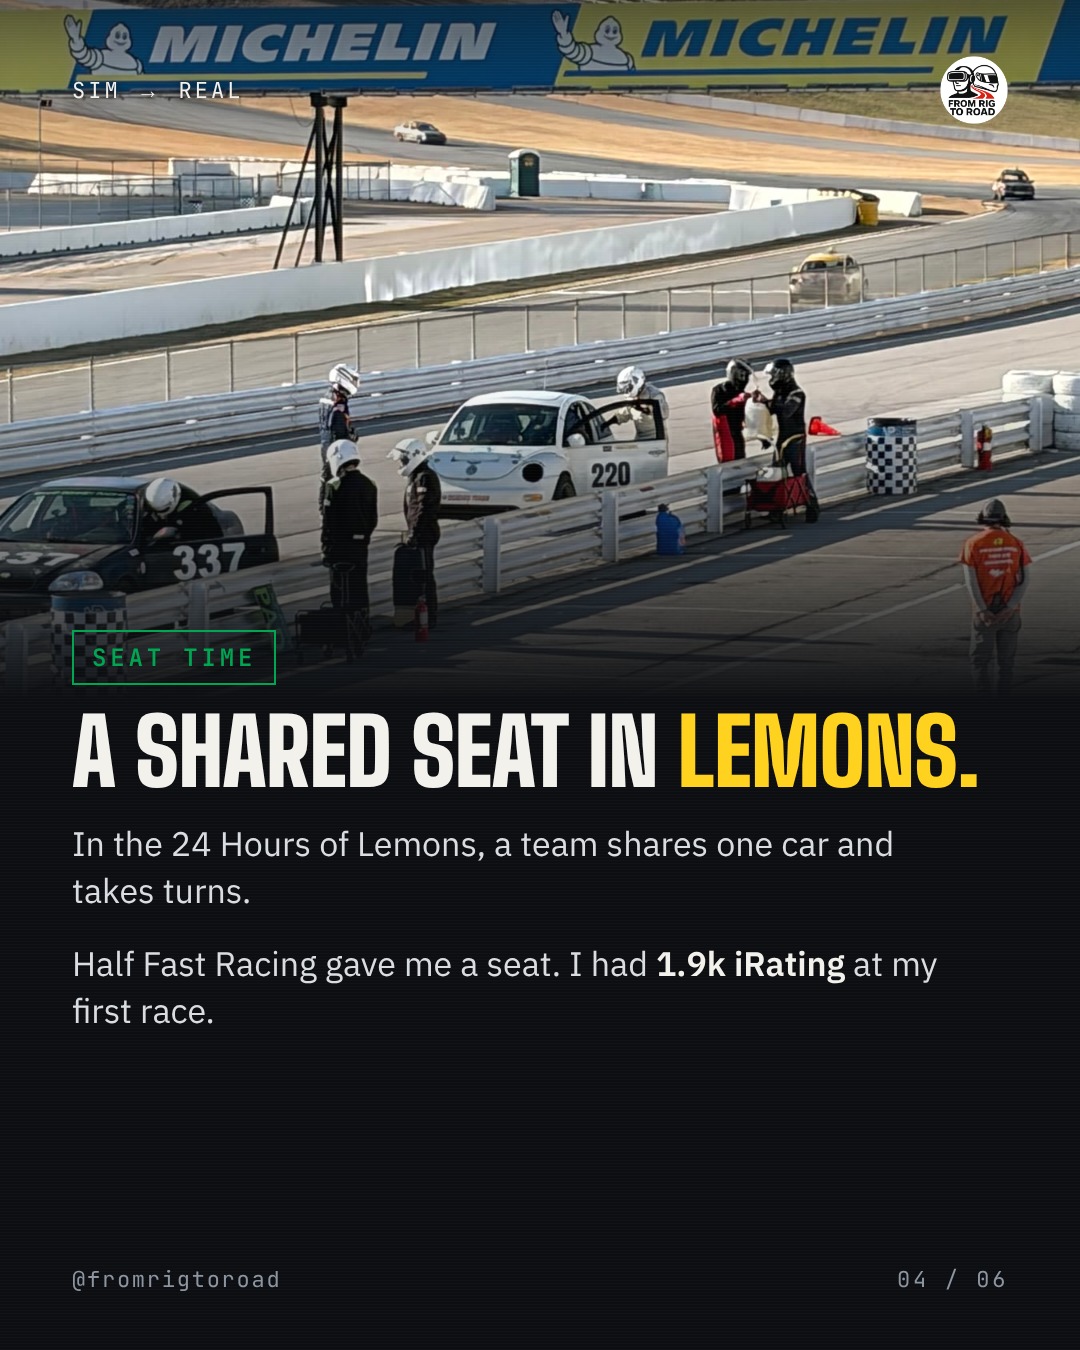 MICHELIN MICHELIN
SIM → REAL
FROM RIG
TO ROAD
220
337
337
SEAT TIME
A SHARED SEAT IN LEMONS.
In the 24 Hours of Lemons, a team shares one car and
takes turns.
Half Fast Racing gave me a seat. I had 1.9k iRating at my
first race.
@fromrigtoroad
04 / 06